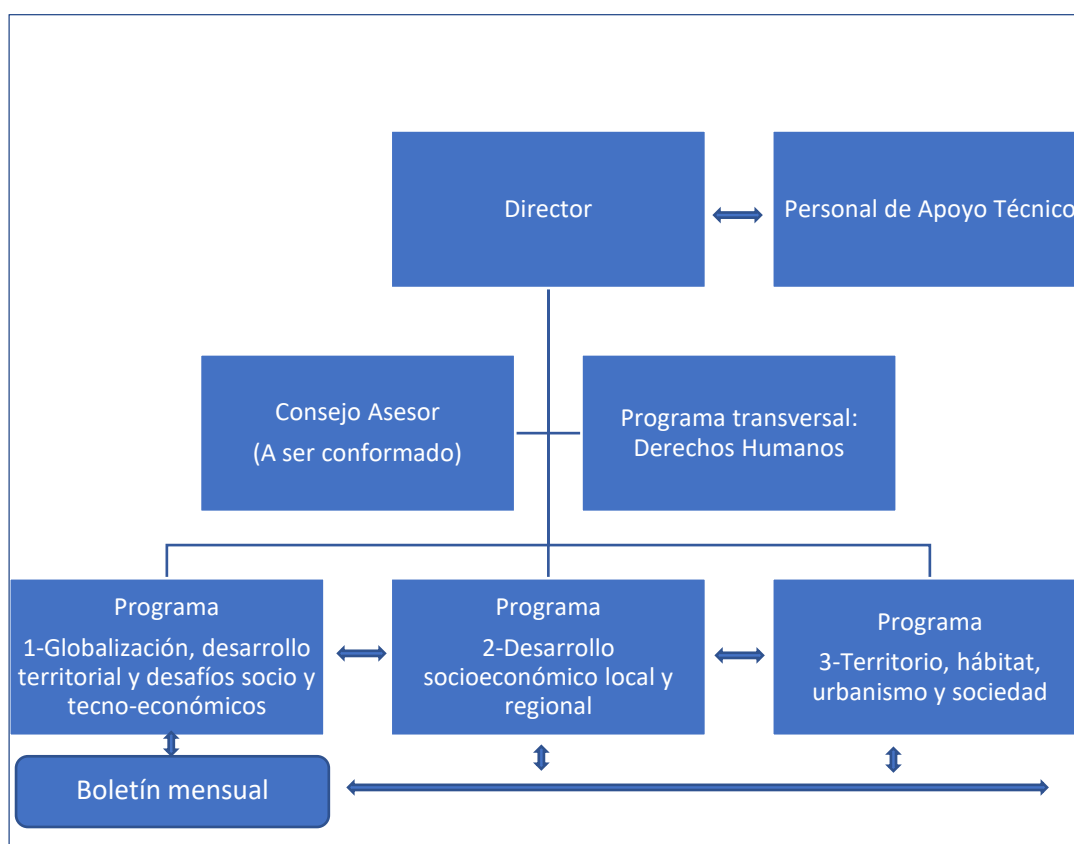 Director
Personal de Apoyo Técnico
Consejo Asesor
(A ser conformado)
Programa transversal:
Derechos Humanos
Programa
1-Globalización, desarrollo
territorial y desafíos socio y
tecno-económicos
Programa
2-Desarrollo
socioeconómico local y
regional
Programa
3-Territorio, hábitat,
urbanismo y sociedad
Boletín mensual